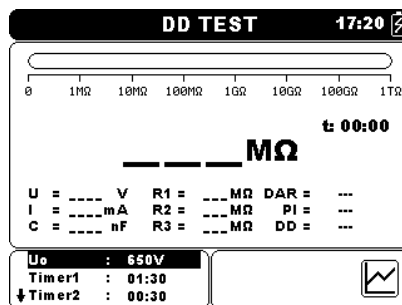 DD TEST 17:20
0 1MΩ 10MΩ 100MΩ 1GΩ 10GΩ 100GΩ 1TΩ
t: 00:00
___MΩ
U = ____ V R1 = ___MΩ DAR = ---
I = ____mA R2 = ___MΩ PI = ---
C = ____ nF R3 = ___MΩ DD = ---
Uo : 650V
Timer1 : 01:30
Timer2 : 00:30